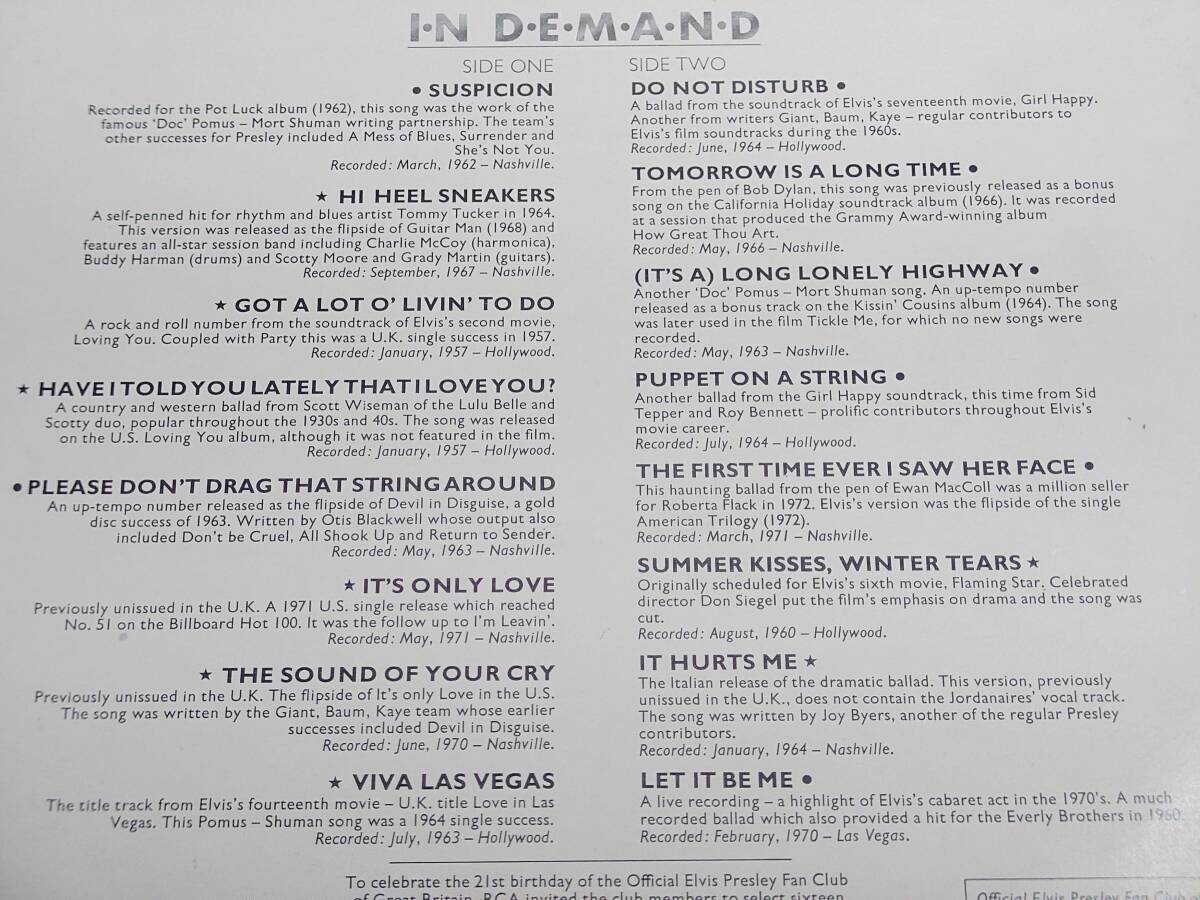 I·N D·E·M·A·N·D
SIDE ONE
• SUSPICION
Recorded for the Pot Luck album (1962), this song was the work of the
famous ‘Doc’ Pomus – Mort Shuman writing partnership. The team's
other successes for Presley included A Mess of Blues, Surrender and
She's Not You.
Recorded: March, 1962 – Nashville.
★ HI HEEL SNEAKERS
A self-penned hit for rhythm and blues artist Tommy Tucker in 1964.
This version was released as the flipside of Guitar Man (1968) and
features an all-star session band including Charlie McCoy (harmonica),
Buddy Harman (drums) and Scotty Moore and Grady Martin (guitars).
Recorded: September, 1967 – Nashville.
★ GOT A LOT O' LIVIN' TO DO
A rock and roll number from the soundtrack of Elvis's second movie,
Loving You. Coupled with Party this was a U.K. single success in 1957.
Recorded: January, 1957 – Hollywood.
★ HAVE I TOLD YOU LATELY THAT I LOVE YOU?
A country and western ballad from Scott Wiseman of the Lulu Belle and
Scotty duo, popular throughout the 1930s and 40s. The song was released
on the U.S. Loving You album, although it was not featured in the film.
Recorded: January, 1957 – Hollywood.
• PLEASE DON'T DRAG THAT STRING AROUND
An up-tempo number released as the flipside of Devil in Disguise, a gold
disc success of 1963. Written by Otis Blackwell whose output also
included Don't be Cruel, All Shook Up and Return to Sender.
Recorded: May, 1963 – Nashville.
★ IT'S ONLY LOVE
Previously unissued in the U.K. A 1971 U.S. single release which reached
No. 51 on the Billboard Hot 100. It was the follow up to I'm Leavin'.
Recorded: May, 1971 – Nashville.
★ THE SOUND OF YOUR CRY
Previously unissued in the U.K. The flipside of It's only Love in the U.S.
The song was written by the Giant, Baum, Kaye team whose earlier
successes included Devil in Disguise.
Recorded: June, 1970 – Nashville.
★ VIVA LAS VEGAS
The title track from Elvis's fourteenth movie – U.K. title Love in Las
Vegas. This Pomus – Shuman song was a 1964 single success.
Recorded: July, 1963 – Hollywood.
SIDE TWO
DO NOT DISTURB •
A ballad from the soundtrack of Elvis's seventeenth movie, Girl Happy.
Another from writers Giant, Baum, Kaye – regular contributors to
Elvis's film soundtracks during the 1960s.
Recorded: June, 1964 – Hollywood.
TOMORROW IS A LONG TIME •
From the pen of Bob Dylan, this song was previously released as a bonus
song on the California Holiday soundtrack album (1966). It was recorded
at a session that produced the Grammy Award-winning album
How Great Thou Art.
Recorded: May, 1966 – Nashville.
(IT'S A) LONG LONELY HIGHWAY •
Another ‘Doc’ Pomus – Mort Shuman song. An up-tempo number
released as a bonus track on the Kissin' Cousins album (1964). The song
was later used in the film Tickle Me, for which no new songs were
recorded.
Recorded: May, 1963 – Nashville.
PUPPET ON A STRING •
Another ballad from the Girl Happy soundtrack, this time from Sid
Tepper and Roy Bennett – prolific contributors throughout Elvis's
movie career.
Recorded: July, 1964 – Hollywood.
THE FIRST TIME EVER I SAW HER FACE •
This haunting ballad from the pen of Ewan MacColl was a million seller
for Roberta Flack in 1972. Elvis's version was the flipside of the single
American Trilogy (1972).
Recorded: March, 1971 – Nashville.
SUMMER KISSES, WINTER TEARS ★
Originally scheduled for Elvis's sixth movie, Flaming Star. Celebrated
director Don Siegel put the film's emphasis on drama and the song was
cut.
Recorded: August, 1960 – Hollywood.
IT HURTS ME ★
The Italian release of the dramatic ballad. This version, previously
unissued in the U.K., does not contain the Jordanaires' vocal track.
The song was written by Joy Byers, another of the regular Presley
contributors.
Recorded: January, 1964 – Nashville.
LET IT BE ME •
A live recording – a highlight of Elvis's cabaret act in the 1970's. A much
recorded ballad which also provided a hit for the Everly Brothers in 1960.
Recorded: February, 1970 – Las Vegas.
To celebrate the 21st birthday of the Official Elvis Presley Fan Club
of Great Britain, RCA invited the club members to select sixteen
Official Elvis Presley Fan Club